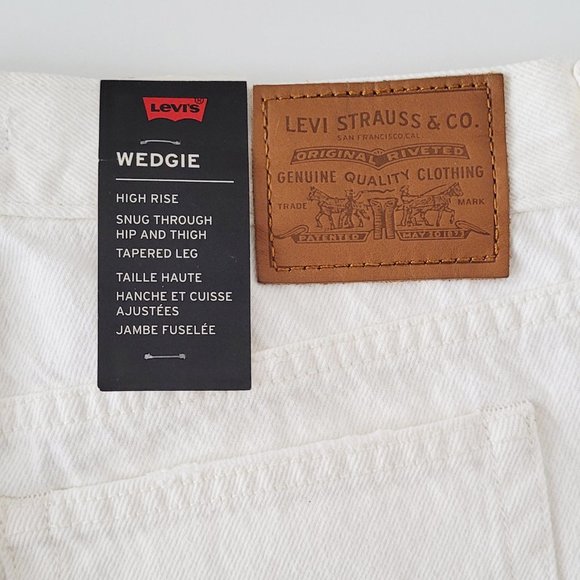 LEVI'S
WEDGIE
HIGH RISE
SNUG THROUGH
HIP AND THIGH
TAPERED LEG
TAILLE HAUTE
HANCHE ET CUISSE
AJUSTÉES
JAMBE FUSELÉE
LEVI STRAUSS & CO.
SAN FRANCISCO, CAL
ORIGINAL RIVETED
GENUINE QUALITY CLOTHING
TRADE MARK
PATENTED MAY 20 187